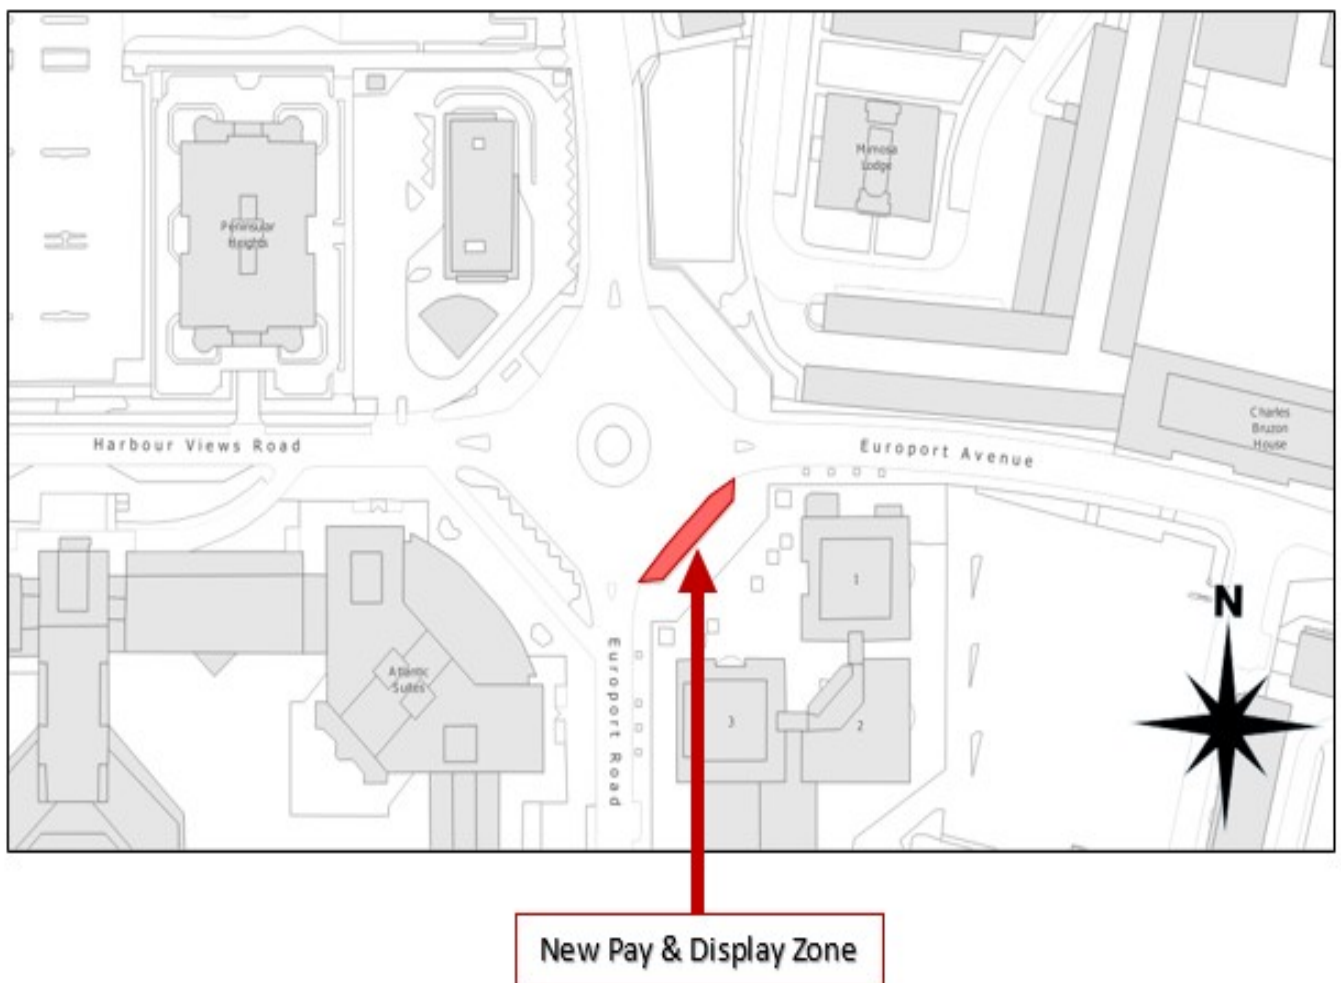 Mimosa
Lodge
Peninsular
Heights
Charles
Bruzon
House
Harbour Views Road
Europort Avenue
1
N
Europort Road
Atlantic
Suites
3
2
New Pay & Display Zone